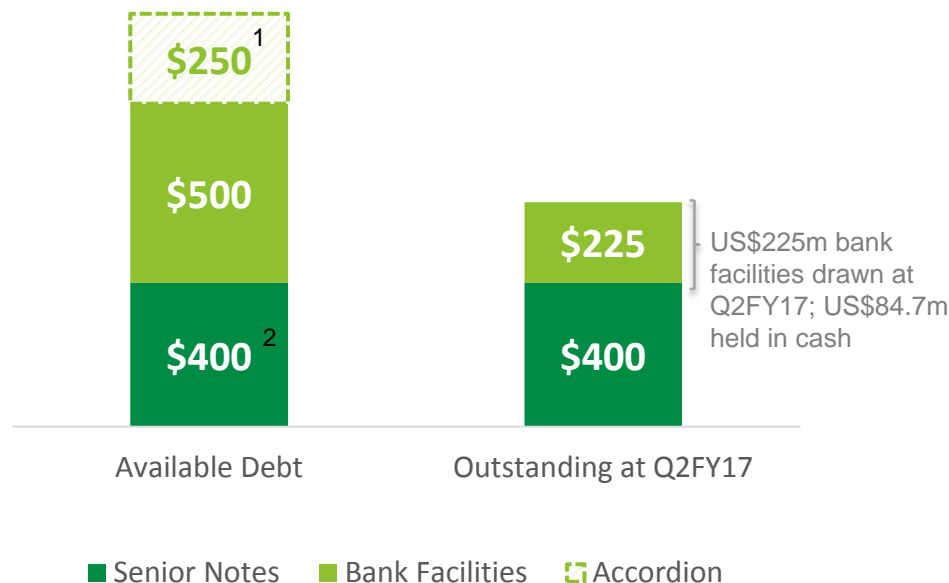 $250 1
$500
$400 2
$225
$400
US$225m bank
facilities drawn at
Q2FY17; US$84.7m
held in cash
Available Debt
Outstanding at Q2FY17
Senior Notes
Bank Facilities
Accordion